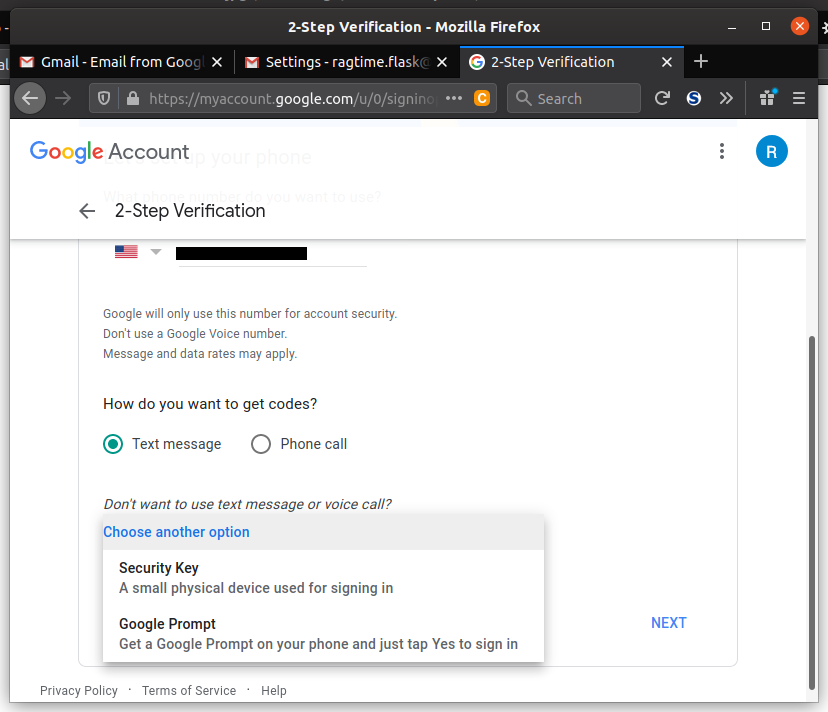 2-Step Verification - Mozilla Firefox
Gmail - Email from Goog
Settings - ragtime.flask@
2-Step Verification
https://myaccount.google.com/u/0/signino
C
Search
S
Google Account
up your phone
R
What phone number do you want to use?
2-Step Verification
Google will only use this number for account security.
Don't use a Google Voice number.
Message and data rates may apply.
How do you want to get codes?
Text message
Phone call
Don't want to use text message or voice call?
Choose another option
Security Key
A small physical device used for signing in
Google Prompt
Get a Google Prompt on your phone and just tap Yes to sign in
NEXT
Privacy Policy · Terms of Service · Help